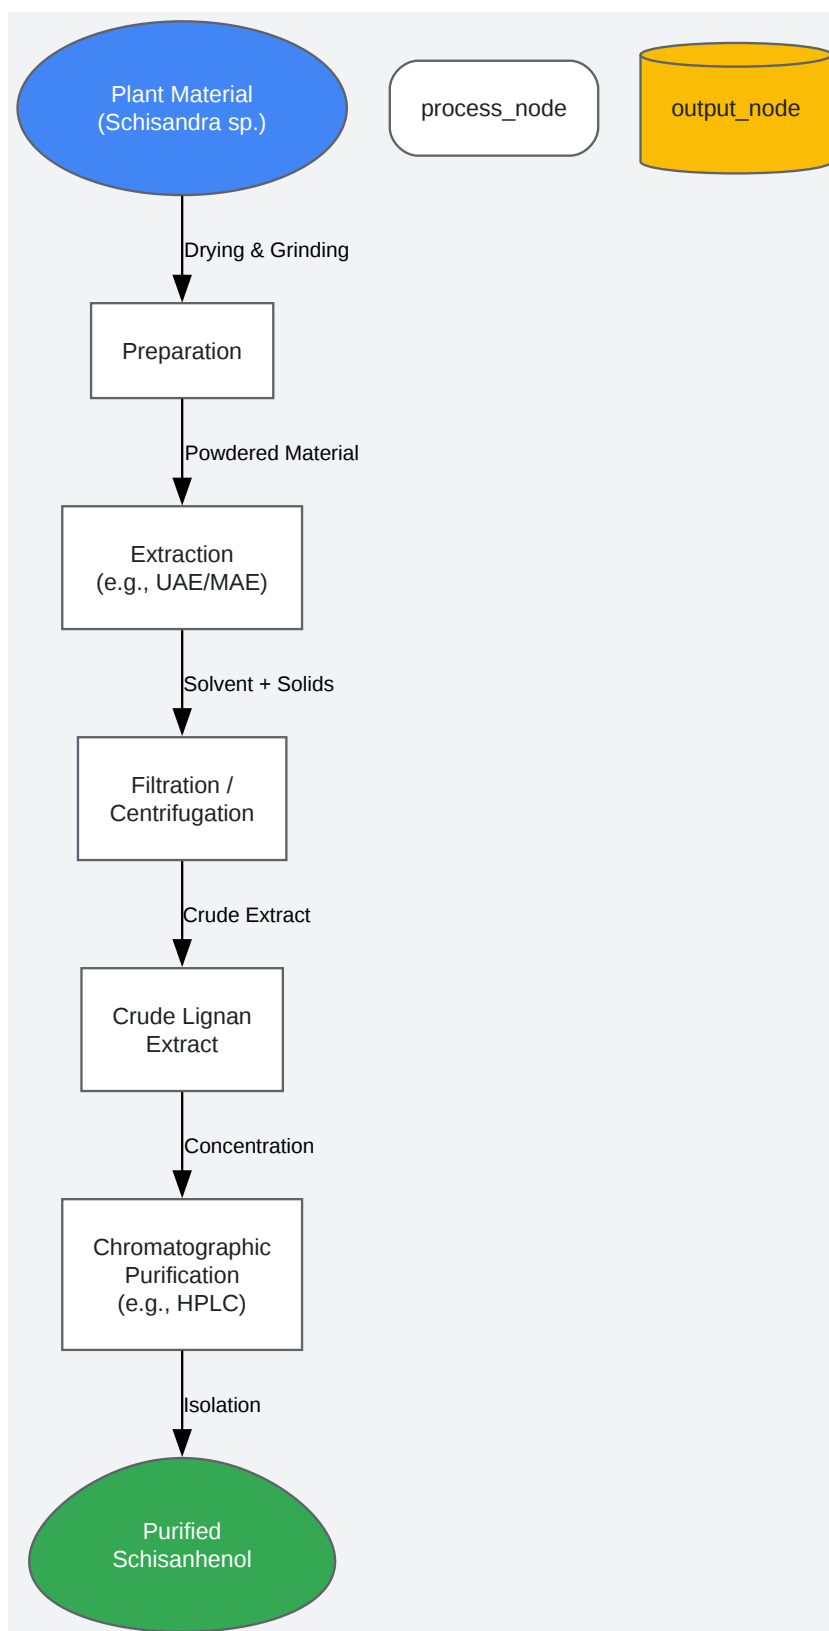 Plant Material
(Schisandra sp.)
process_node
output_node
Drying & Grinding
Preparation
Powdered Material
Extraction
(e.g., UAE/MAE)
Solvent + Solids
Filtration /
Centrifugation
Crude Extract
Crude Lignan
Extract
Concentration
Chromatographic
Purification
(e.g., HPLC)
Isolation
Purified
Schisanhenol